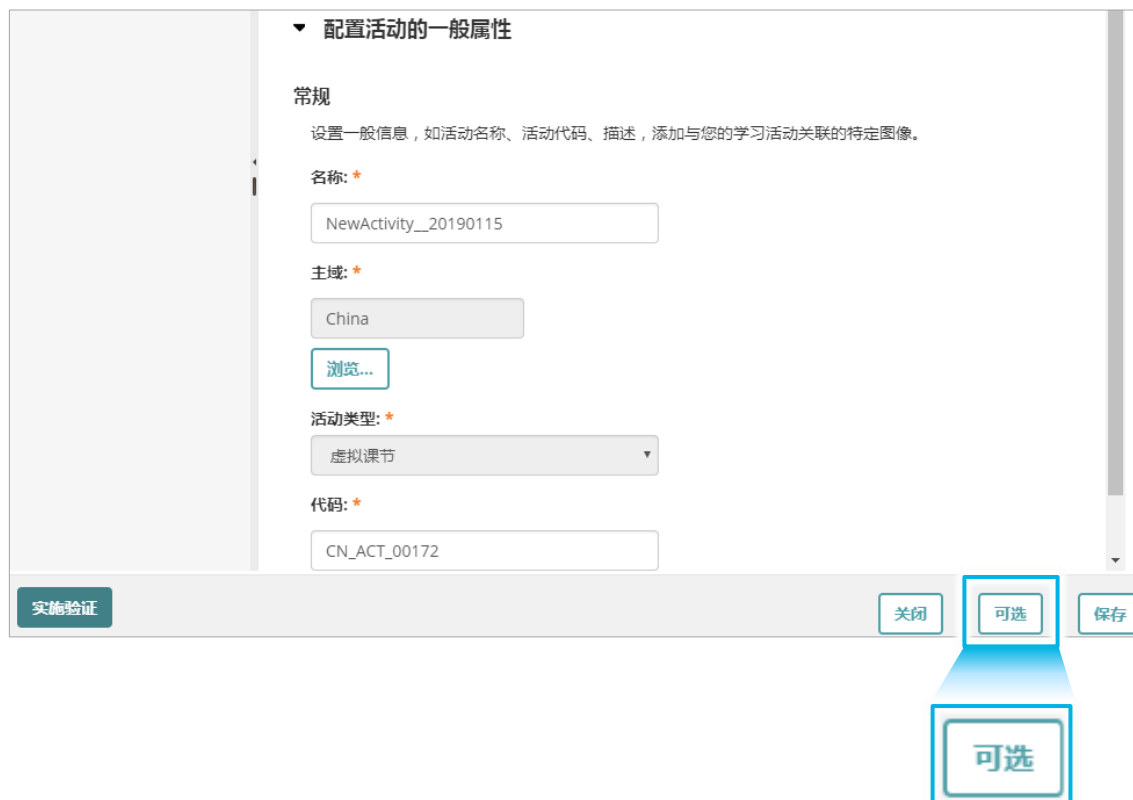 配置活动的一般属性
常规
设置一般信息，如活动名称、活动代码、描述，添加与您的学习活动关联的特定图像。
名称: *
NewActivity__20190115
主域: *
China
浏览...
活动类型: *
虚拟课节
代码: *
CN_ACT_00172
实施验证
关闭
可选
保存
可选